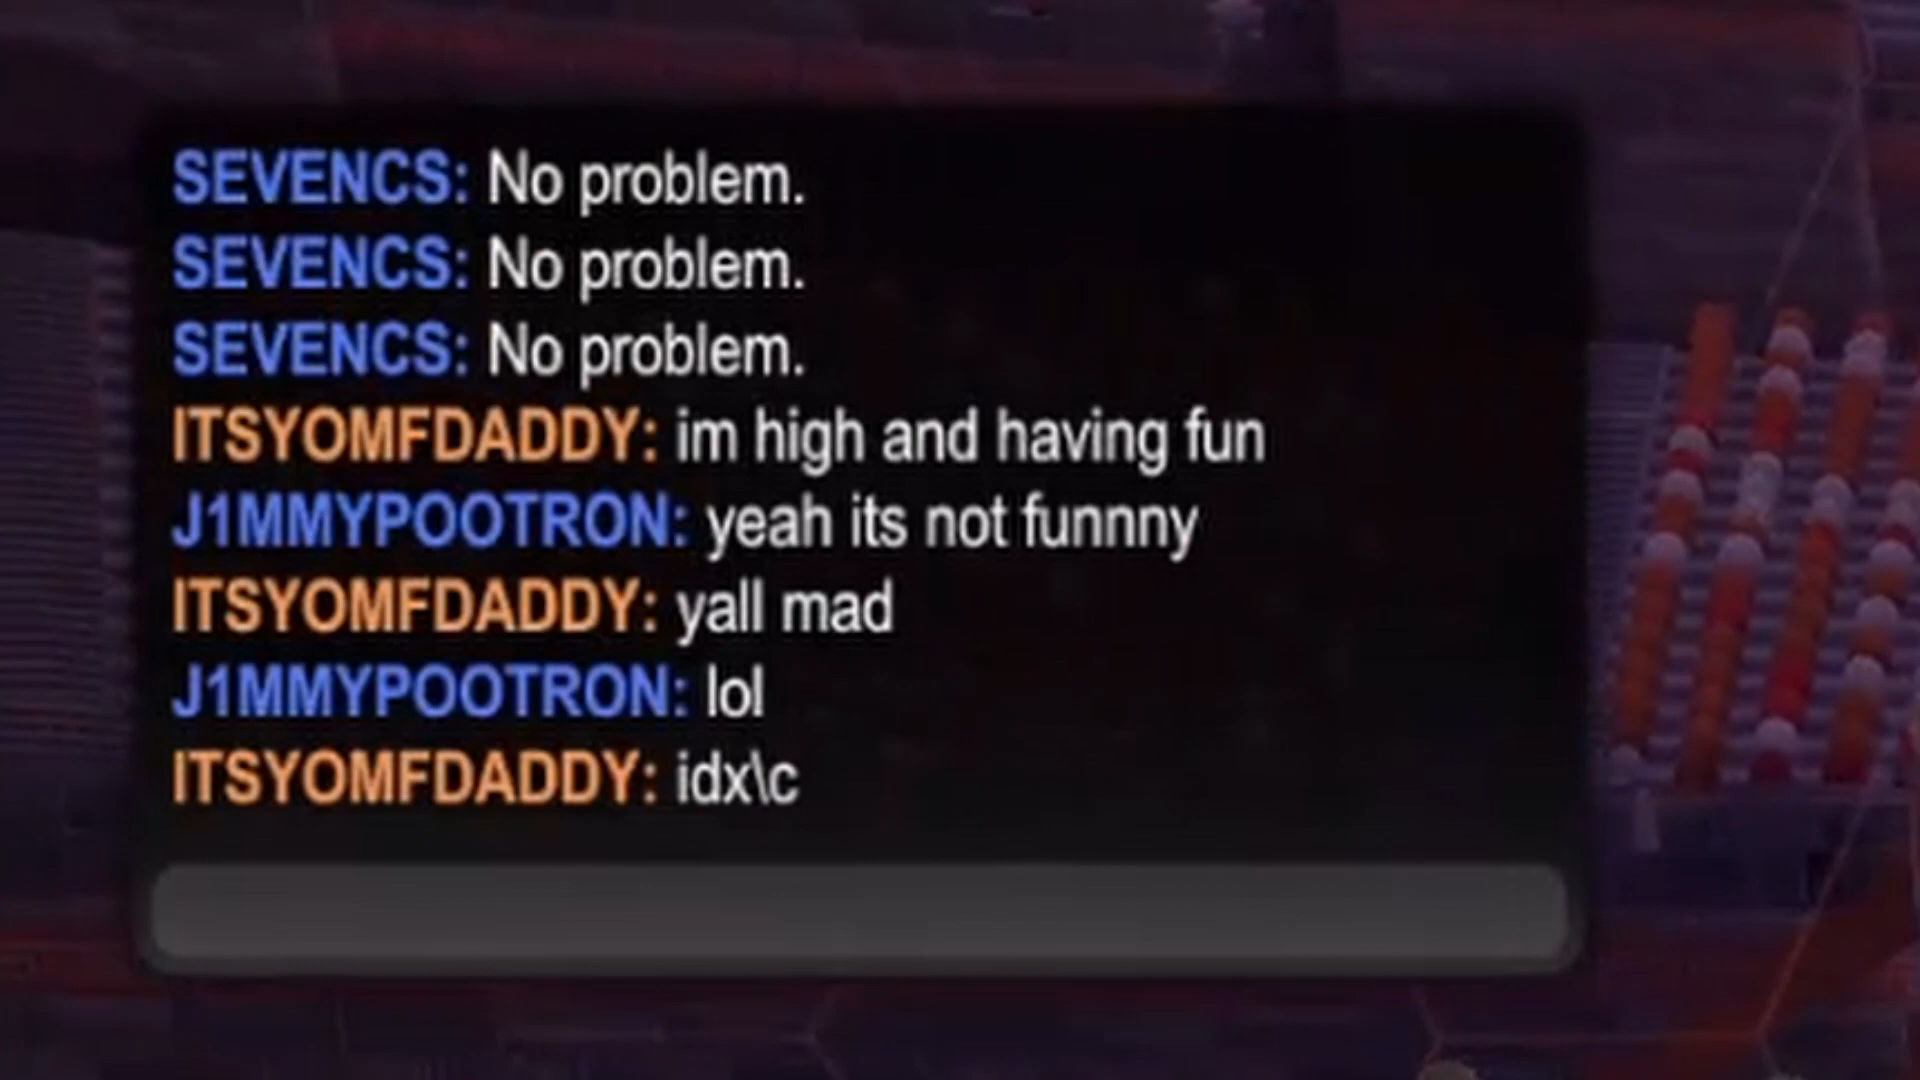 SEVENCS: No problem.
SEVENCS: No problem.
SEVENCS: No problem.
ITSYOMFDADDY: im high and having fun
J1MMYPOOTRON: yeah its not funnny
ITSYOMFDADDY: yall mad
J1MMYPOOTRON: lol
ITSYOMFDADDY: idx\c